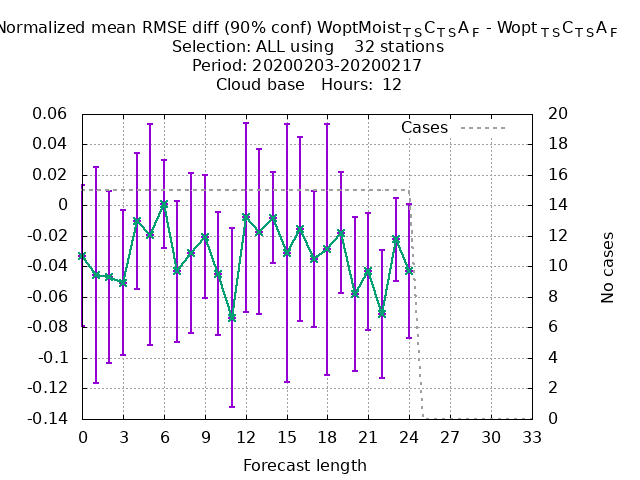 Normalized mean RMSE diff (90% conf) WoptMoist_TSC_TSA_F - Wopt_TSC_TSA_F
Selection: ALL using 32 stations
Period: 20200203-20200217
Cloud base Hours: 12
Cases
0.06
0.04
0.02
0
-0.02
-0.04
-0.06
-0.08
-0.1
-0.12
-0.14
20
18
16
14
12
10
8
6
4
2
0
No cases
0 3 6 9 12 15 18 21 24 27 30 33
Forecast length